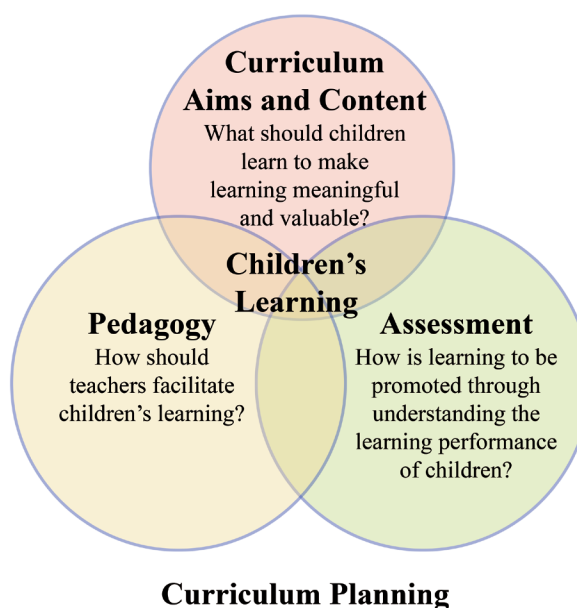 Curriculum
Aims and Content
What should children
learn to make
learning meaningful
and valuable?
Children’s
Learning
Pedagogy
How should
teachers facilitate
children’s learning?
Assessment
How is learning to be
promoted through
understanding the
learning performance
of children?
Curriculum Planning